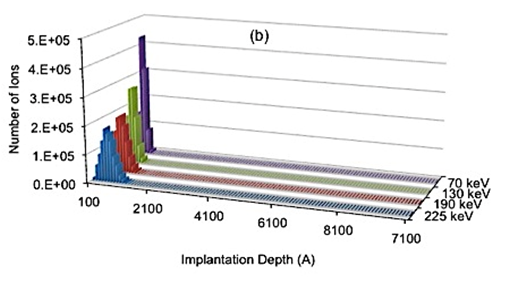 (b)
5.E+05
4.E+05
3.E+05
2.E+05
1.E+05
0.E+00
Number of Ions
100
2100
4100
6100
8100
7100
70 keV
130 keV
190 keV
225 keV
Implantation Depth (A)